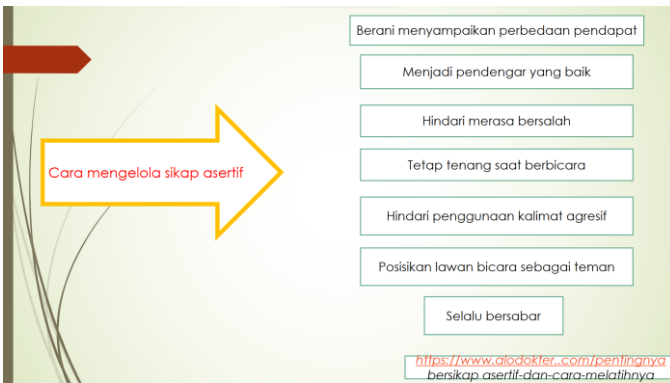 Berani menyampaikan perbedaan pendapat
Menjadi pendengar yang baik
Hindari merasa bersalah
Cara mengelola sikap asertif
Tetap tenang saat berbicara
Hindari penggunaan kalimat agresif
Posisikan lawan bicara sebagai teman
Selalu bersabar
https://www.alodokter..com/pentingnya
bersikap asertif-dan-cara-melatihnya